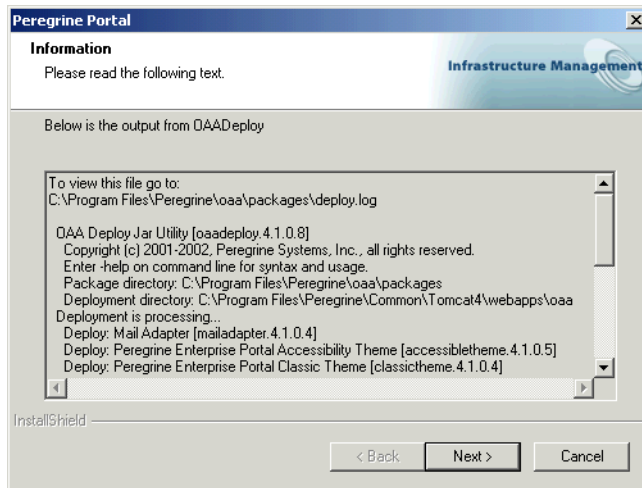 Peregrine Portal
Information
Please read the following text.
Infrastructure Management
Below is the output from OAADeploy
To view this file go to:
C:\Program Files\Peregrine\oaa\packages\deploy.log
OAA Deploy Jar Utility [oaadeploy.4.1.0.8]
Copyright (c) 2001-2002, Peregrine Systems, Inc., all rights reserved.
Enter -help on command line for syntax and usage.
Package directory: C:\Program Files\Peregrine\oaa\packages
Deployment directory: C:\Program Files\Peregrine\Common\Tomcat4\webapps\oaa
Deployment is processing...
Deploy: Mail Adapter [mailadapter.4.1.0.4]
Deploy: Peregrine Enterprise Portal Accessibility Theme [accessibletheme.4.1.0.5]
Deploy: Peregrine Enterprise Portal Classic Theme [classictheme.4.1.0.4]
InstallShield
< Back
Next >
Cancel